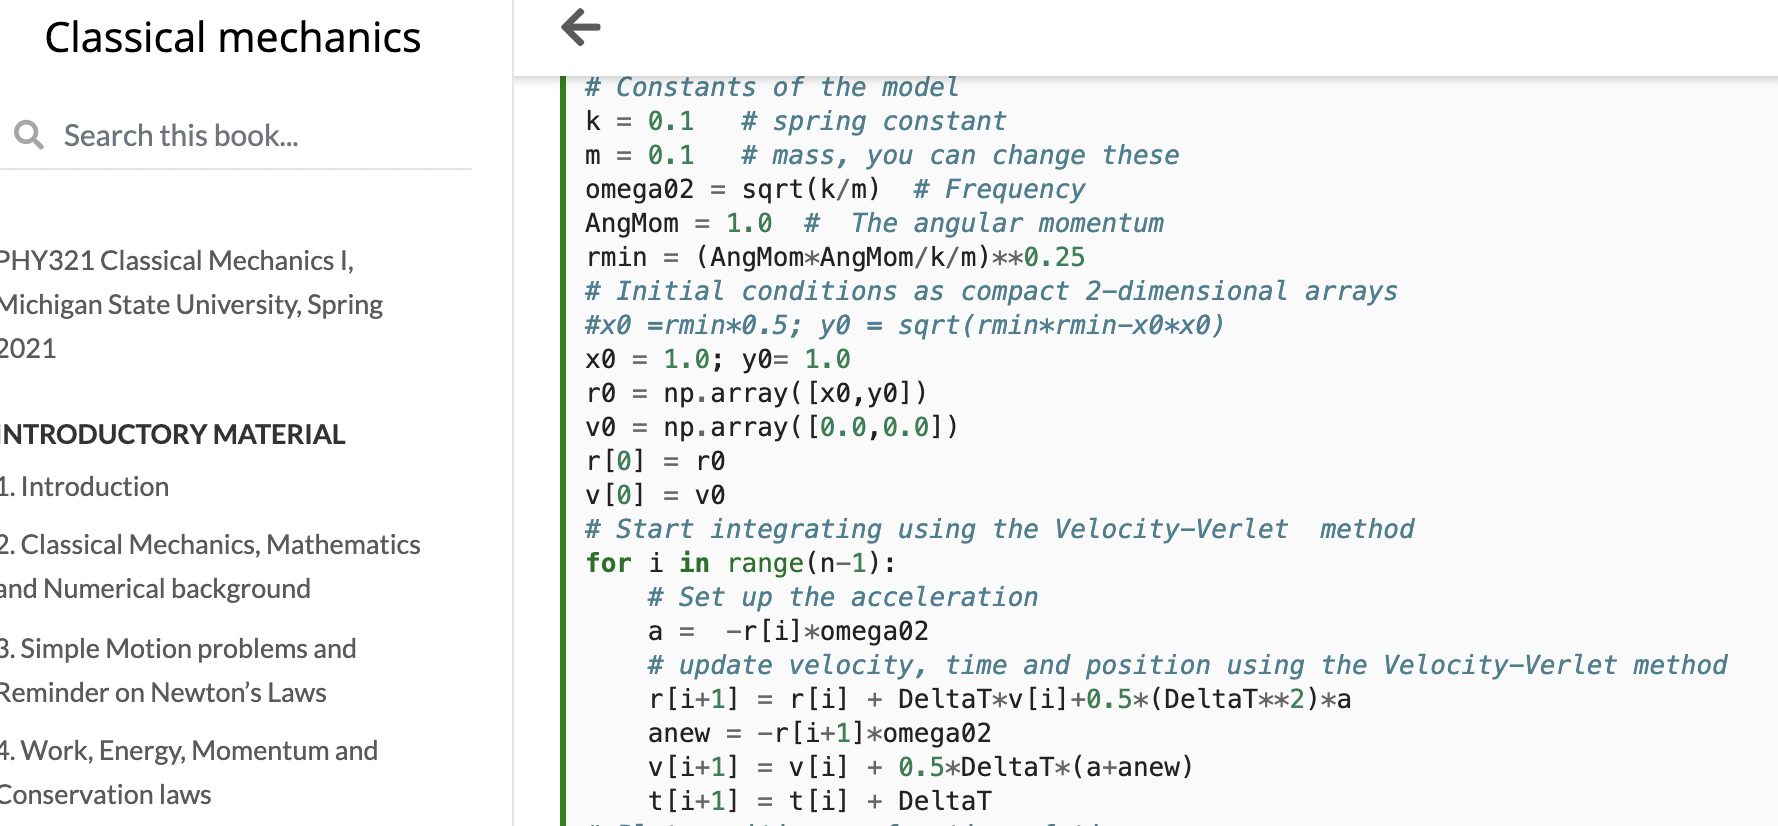 Classical mechanics
Search this book...
PHY321 Classical Mechanics I,
Michigan State University, Spring
2021
INTRODUCTORY MATERIAL
1. Introduction
2. Classical Mechanics, Mathematics
and Numerical background
3. Simple Motion problems and
Reminder on Newton's Laws
4. Work, Energy, Momentum and
Conservation laws
# Constants of the model
k = 0.1   # spring constant
m = 0.1   # mass, you can change these
omega02 = sqrt(k/m)  # Frequency
AngMom = 1.0  #  The angular momentum
rmin = (AngMom*AngMom/k/m)**0.25
# Initial conditions as compact 2-dimensional arrays
#x0 =rmin*0.5; y0 = sqrt(rmin*rmin-x0*x0)
x0 = 1.0; y0= 1.0
r0 = np.array([x0,y0])
v0 = np.array([0.0,0.0])
r[0] = r0
v[0] = v0
# Start integrating using the Velocity-Verlet  method
for i in range(n-1):
    # Set up the acceleration
    a =  -r[i]*omega02
    # update velocity, time and position using the Velocity-Verlet method
    r[i+1] = r[i] + DeltaT*v[i]+0.5*(DeltaT**2)*a
    anew = -r[i+1]*omega02
    v[i+1] = v[i] + 0.5*DeltaT*(a+anew)
    t[i+1] = t[i] + DeltaT